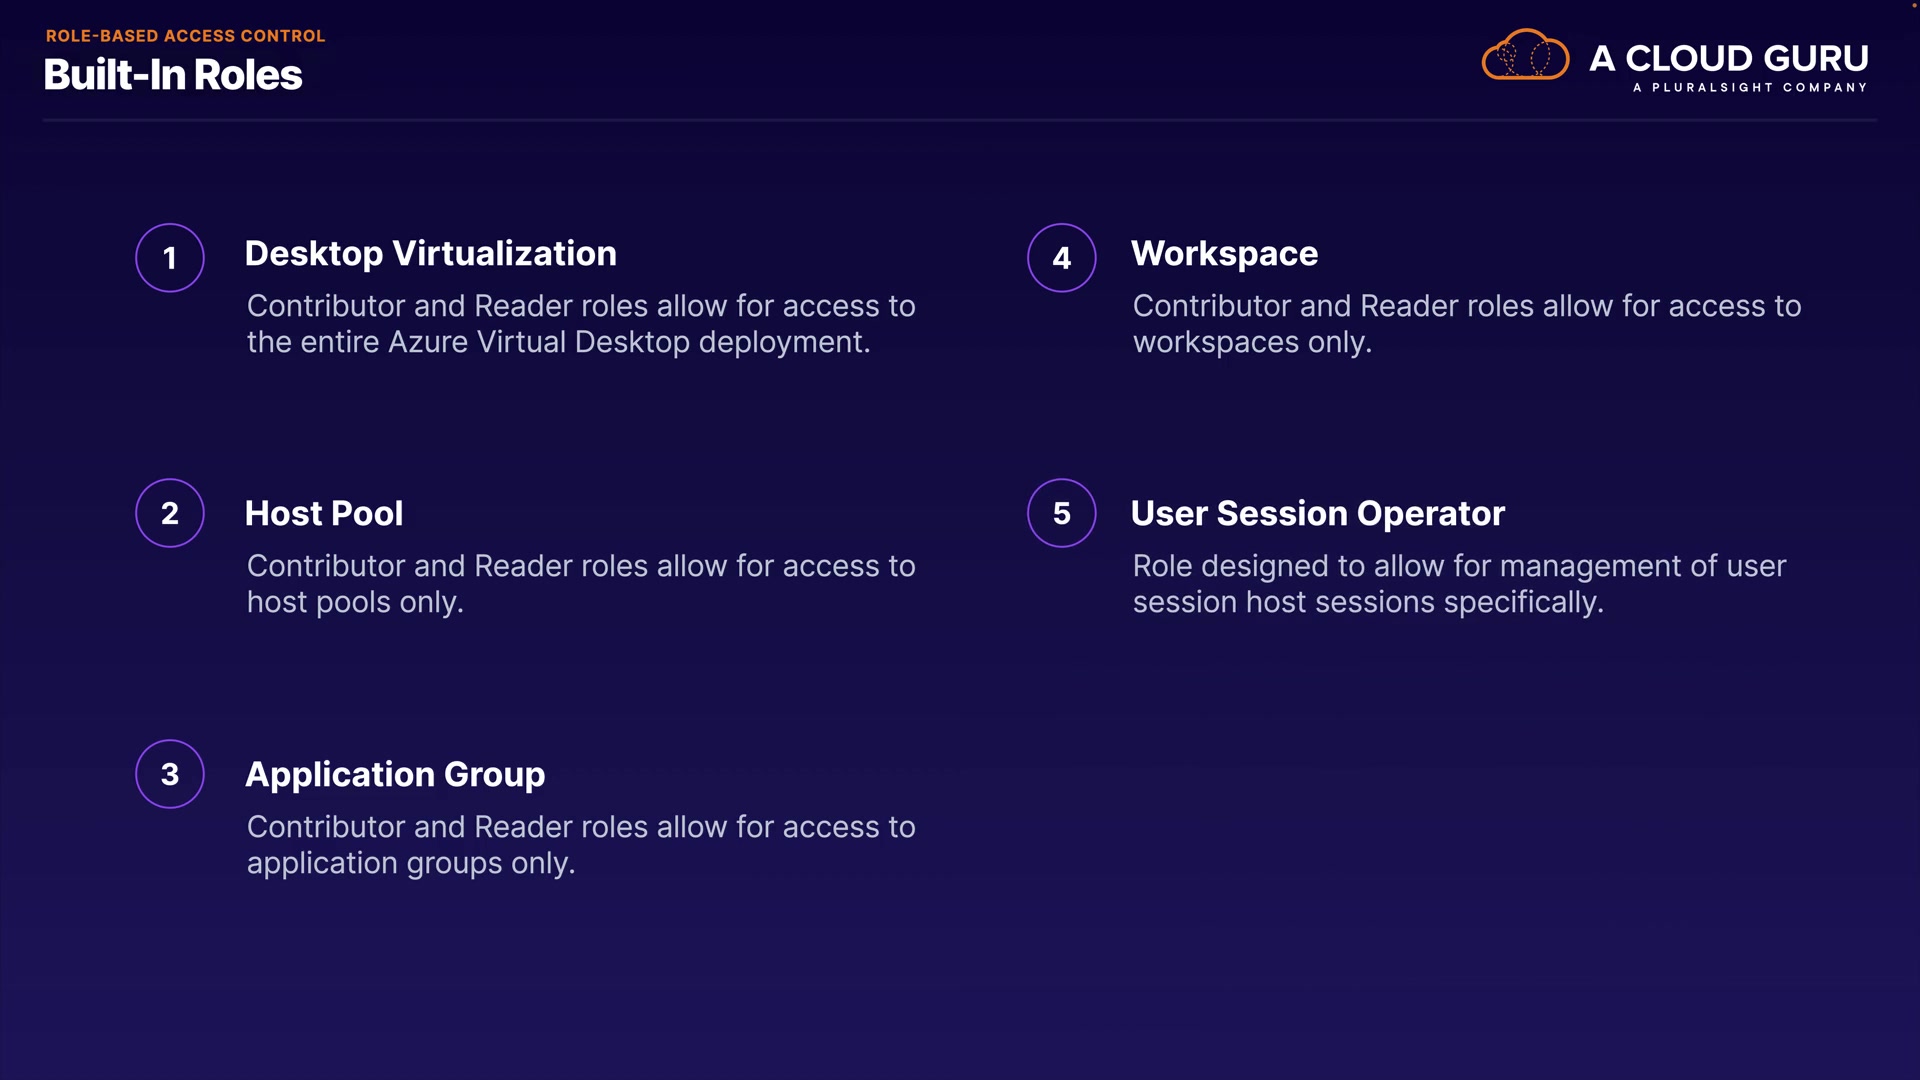 ROLE-BASED ACCESS CONTROL
Built-In Roles
A CLOUD GURU
A PLURALSIGHT COMPANY
1
Desktop Virtualization
Contributor and Reader roles allow for access to
the entire Azure Virtual Desktop deployment.
2
Host Pool
Contributor and Reader roles allow for access to
host pools only.
3
Application Group
Contributor and Reader roles allow for access to
application groups only.
4
Workspace
Contributor and Reader roles allow for access to
workspaces only.
5
User Session Operator
Role designed to allow for management of user
session host sessions specifically.